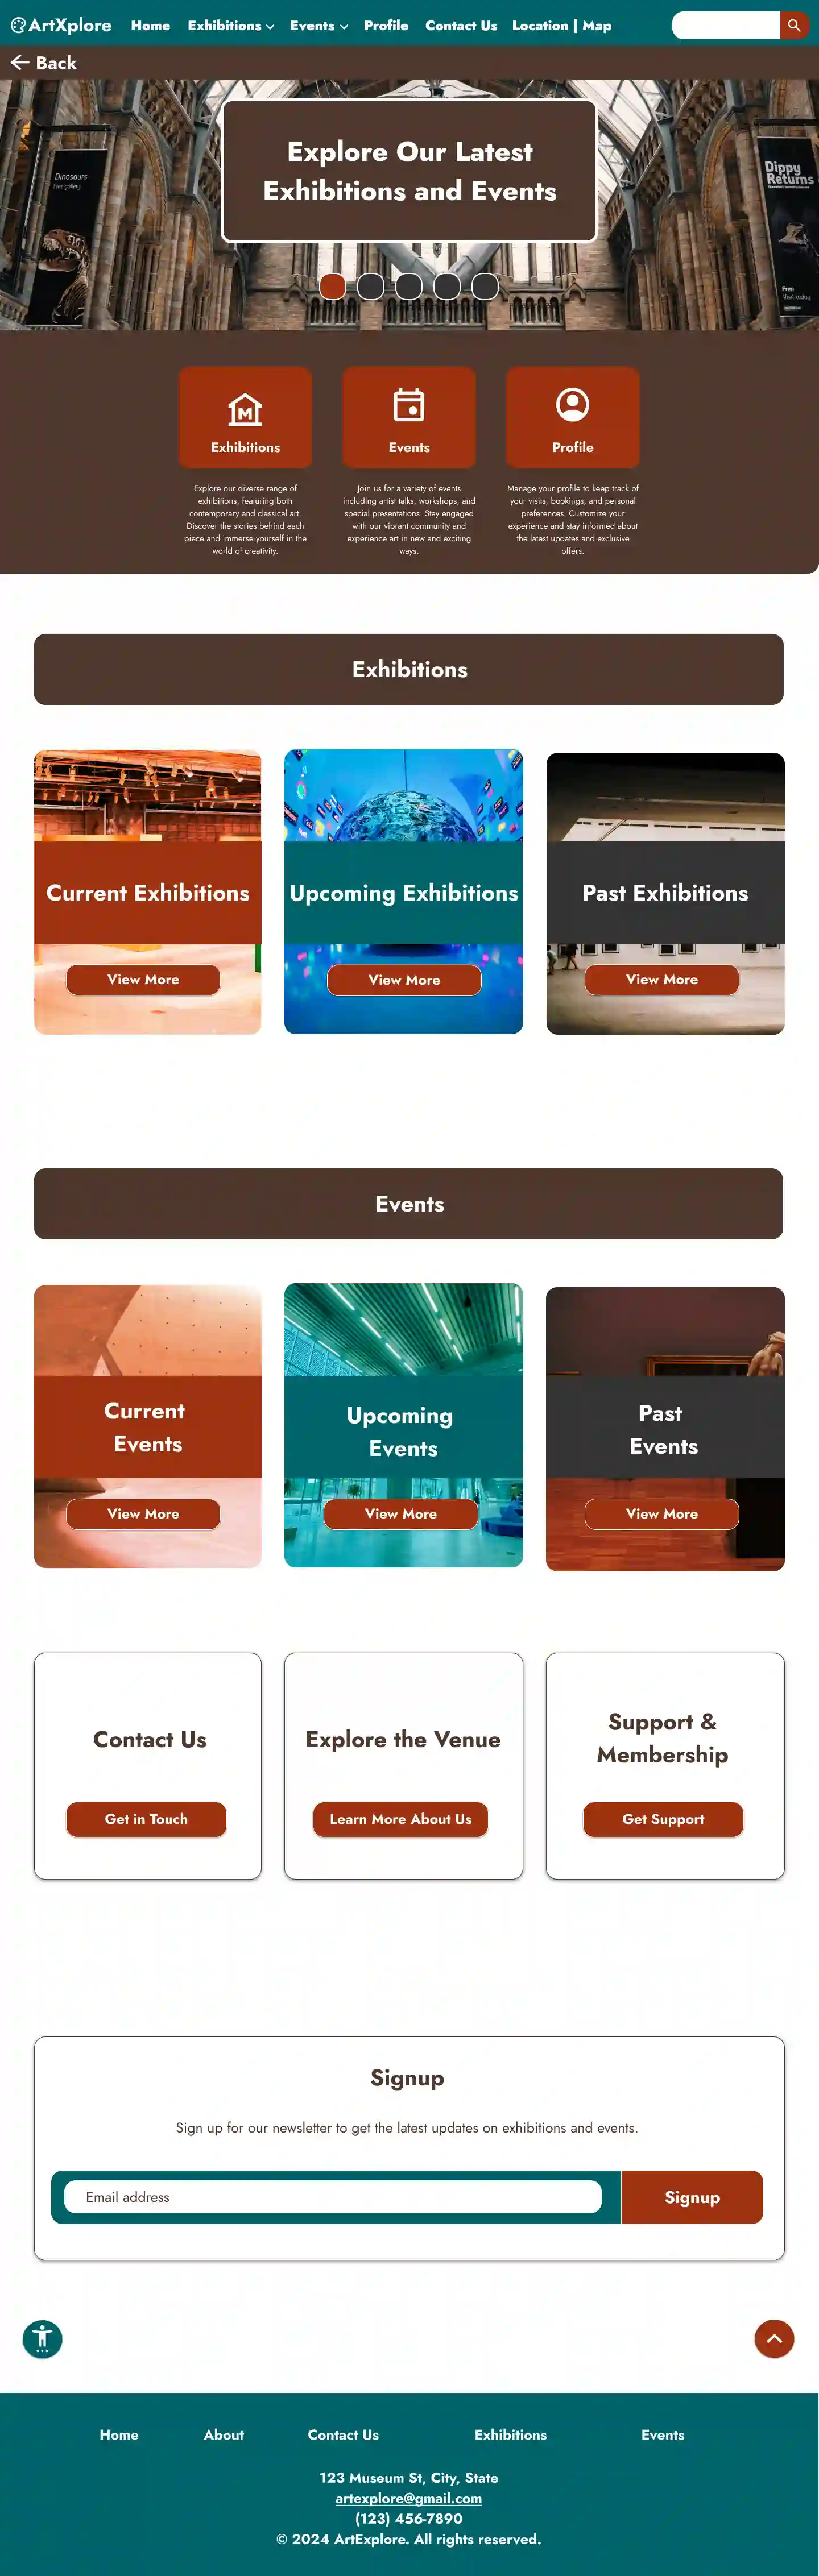 ArtXplore Home Exhibitions Events Profile Contact Us Location | Map
Back
Dinosaurs
Free gallery
Dippy
Returns
Free
Visit today
Explore Our Latest
Exhibitions and Events
M
Exhibitions
Explore our diverse range of
exhibitions, featuring both
contemporary and classical art.
Discover the stories behind each
piece and immerse yourself in the
world of creativity.
Events
Join us for a variety of events
including artist talks, workshops, and
special presentations. Stay engaged
with our vibrant community and
experience art in new and exciting
ways.
Profile
Manage your profile to keep track of
your visits, bookings, and personal
preferences. Customize your
experience and stay informed about
the latest updates and exclusive
offers.
Exhibitions
Current Exhibitions
View More
Upcoming Exhibitions
View More
Past Exhibitions
View More
Events
Current
Events
View More
Upcoming
Events
View More
Past
Events
View More
Contact Us
Get in Touch
Explore the Venue
Learn More About Us
Support &
Membership
Get Support
Signup
Sign up for our newsletter to get the latest updates on exhibitions and events.
Email address
Signup
Home About Contact Us Exhibitions Events
123 Museum St, City, State
artexplore@gmail.com
(123) 456-7890
© 2024 ArtExplore. All rights reserved.